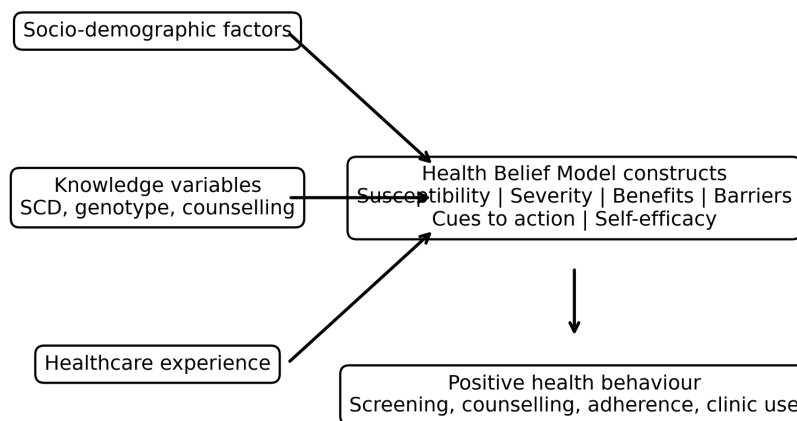 Socio-demographic factors
Knowledge variables
SCD, genotype, counselling
Health Belief Model constructs
Susceptibility | Severity | Benefits | Barriers
Cues to action | Self-efficacy
Healthcare experience
Positive health behaviour
Screening, counselling, adherence, clinic use